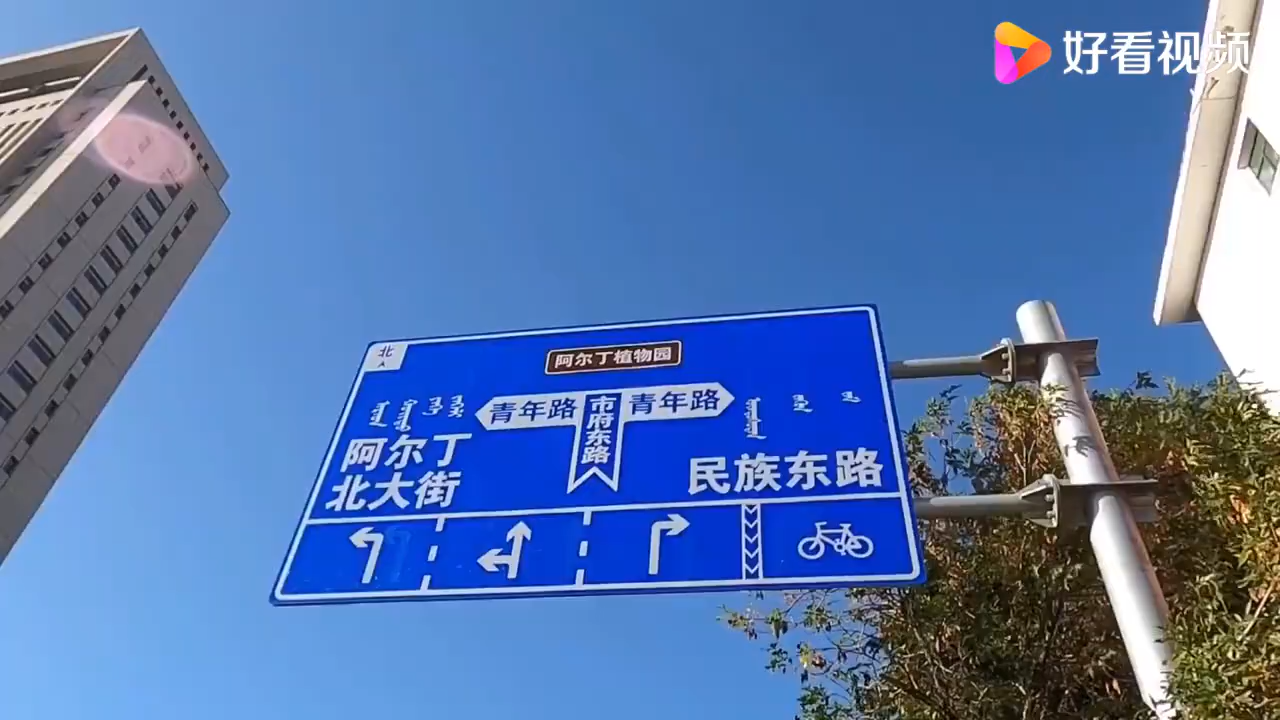 好看视频
北
阿尔丁植物园
青年路
市府东路
青年路
阿尔丁
北大街
民族东路